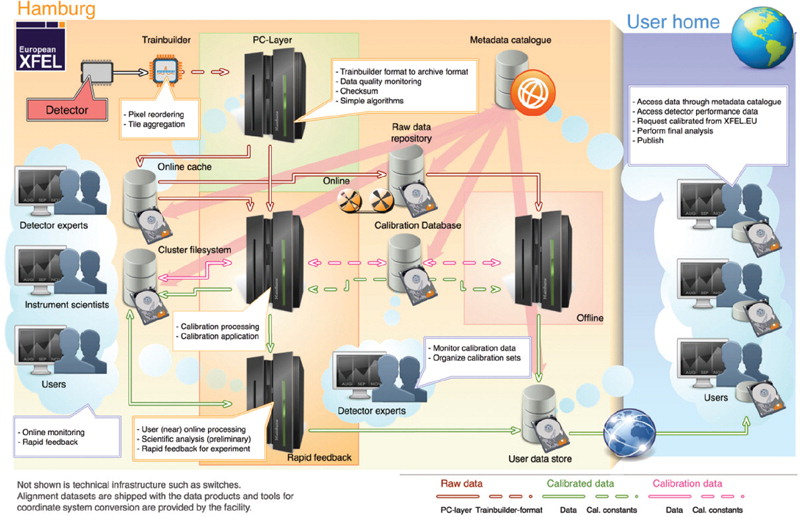 Hamburg
User home
European
XFEL
Trainbuilder
PC-Layer
Metadata catalogue
Detector
- Pixel reordering
- Tile aggregation
- Trainbuilder format to archive format
- Data quality monitoring
- Checksum
- Simple algorithms
- Access data through metadata catalogue
- Access detector performance data
- Request calibrated from XFEL.EU
- Perform final analysis
- Publish
Raw data
repository
Online cache
Online
Detector experts
Calibration Database
Cluster filesystem
Instrument scientists
Offline
- Calibration processing
- Calibration application
- Monitor calibration data
- Organize calibration sets
Users
Users
Detector experts
- Online monitoring
- Rapid feedback
- User (near) online processing
- Scientific analysis (preliminary)
- Rapid feedback for experiment
Rapid feedback
User data store
Not shown is technical infrastructure such as switches.
Alignment datasets are shipped with the data products and tools for
coordinate system conversion are provided by the facility.
Raw data
Calibrated data
Calibration data
PC-layer Trainbuilder-format
Data Cal. constants
Data Cal. constants